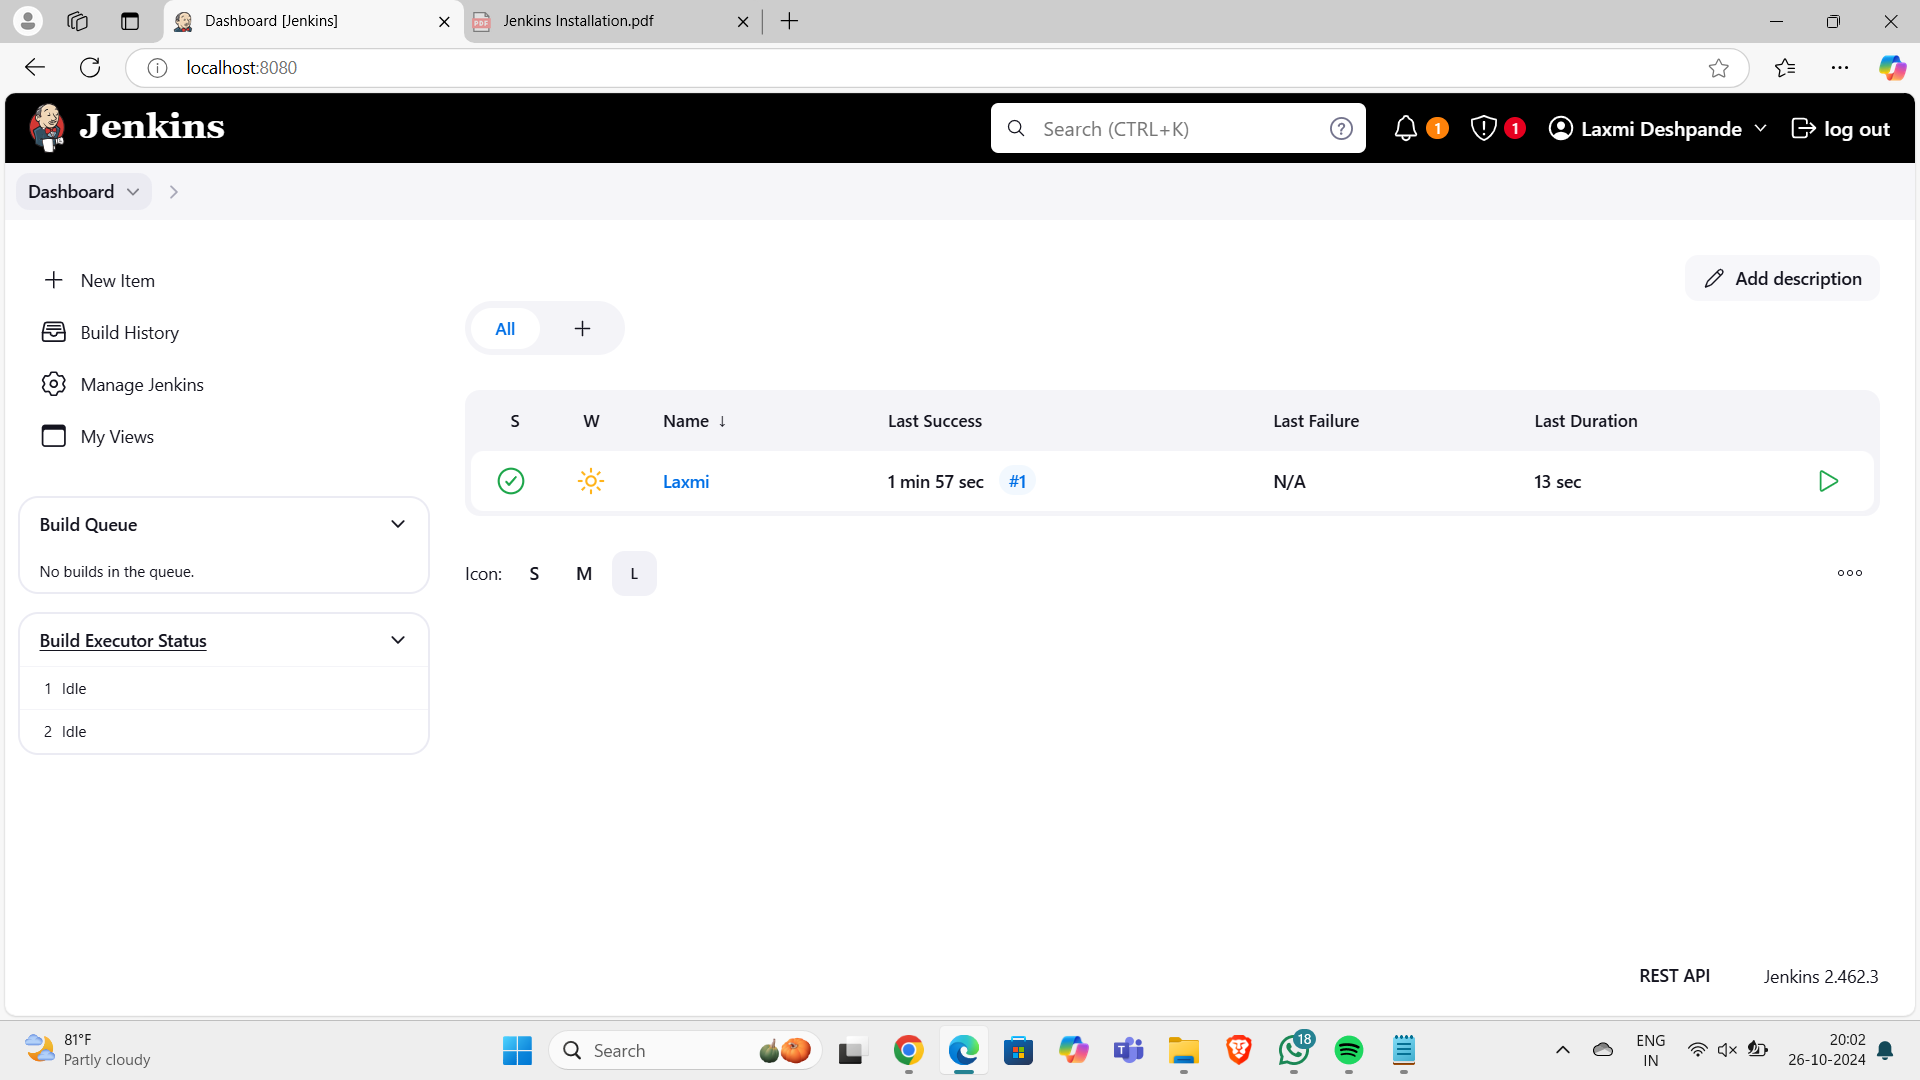 Dashboard [Jenkins]
Jenkins Installation.pdf
localhost:8080
Jenkins
Search (CTRL+K)
1
1
Laxmi Deshpande
log out
Dashboard
New Item
Build History
Manage Jenkins
My Views
Add description
All
S W Name ↓ Last Success Last Failure Last Duration
Laxmi 1 min 57 sec #1 N/A 13 sec
Icon: S M L
Build Queue
No builds in the queue.
Build Executor Status
1 Idle
2 Idle
REST API
Jenkins 2.462.3
81°F
Partly cloudy
Search
18
ENG
IN
20:02
26-10-2024